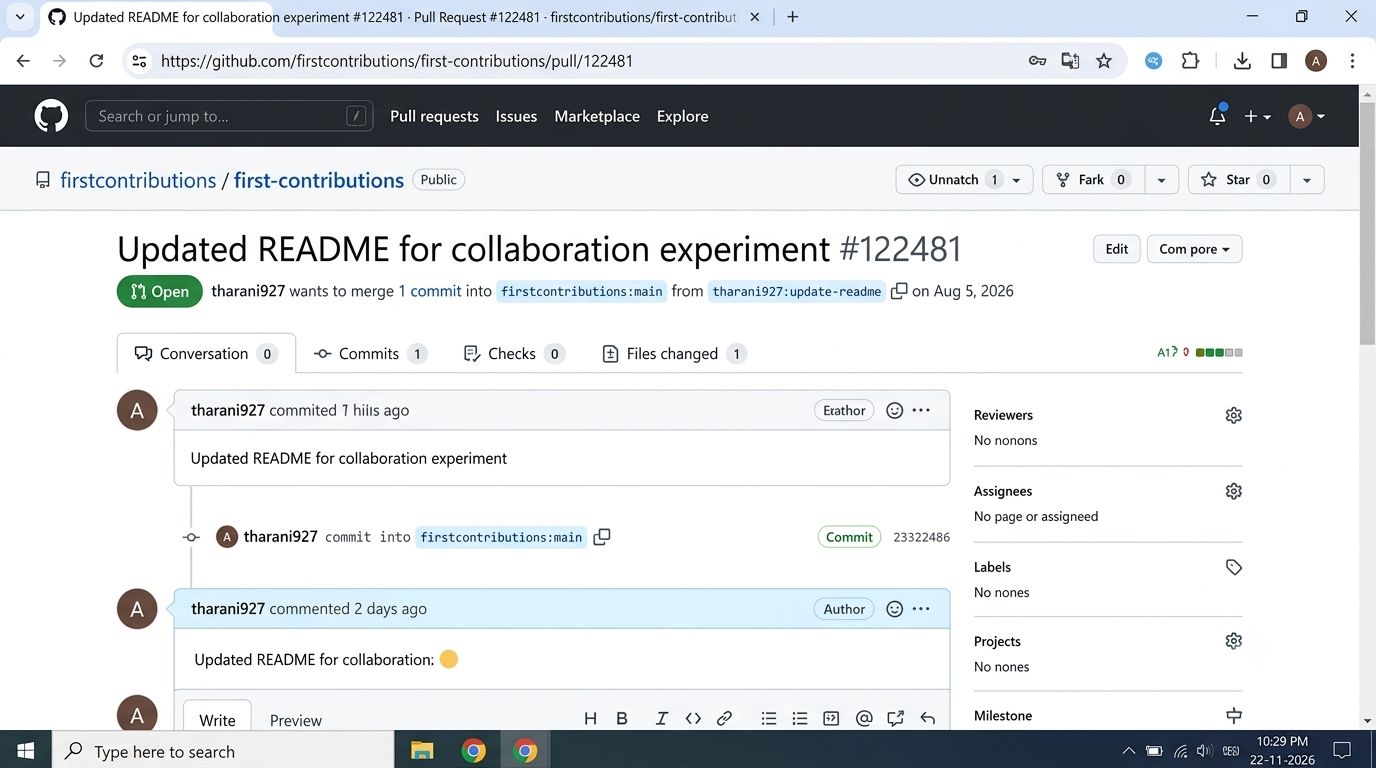 Updated README for collaboration experiment #122481 · Pull Request #122481 · firstcontributions/first-contribut
https://github.com/firstcontributions/first-contributions/pull/122481
A
Search or jump to... /
Pull requests
Issues
Marketplace
Explore
A
firstcontributions / first-contributions
Public
Unnatch 1
Fark 0
Star 0
Updated README for collaboration experiment #122481
Edit
Com pore
Open
tharani927 wants to merge 1 commit into firstcontributions:main from tharani927:update-readme on Aug 5, 2026
Conversation 0
Commits 1
Checks 0
Files changed 1
A
tharani927 commited 1 hiıs ago
Erathor
Updated README for collaboration experiment
A tharani927 commit into firstcontributions:main
Commit 23322486
A
tharani927 commented 2 days ago
Author
Updated README for collaboration:
A
Write
Preview
H B I
Reviewers
No nonons
Assignees
No page or assigneed
Labels
No nones
Projects
No nones
Milestone
Type here to search
10:29 PM
22-11-2026